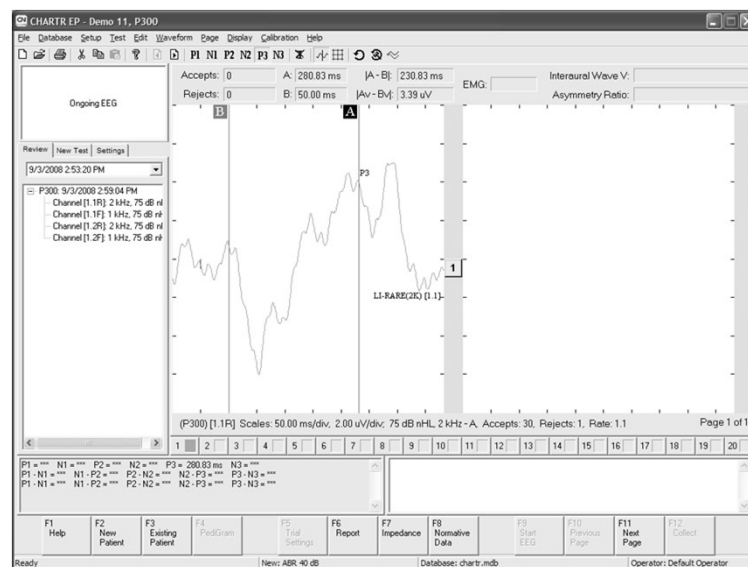 CHARTR EP - Demo 11, P300
File Database Setup Test Edit Waveform Page Display Calibration Help
P1 N1 P2 N2 P3 N3
Accepts: 0 A: 280.83 ms |A - B|: 230.83 ms EMG: Interaural Wave V:
Rejects: 0 B: 50.00 ms |Av - Bv|: 3.39 uV Asymmetry Ratio:
Ongoing EEG
B A
Review New Test Settings
9/3/2008 2:53:20 PM
P300: 9/3/2008 2:59:04 PM
Channel [1.1R]: 2 kHz, 75 dB nH
Channel [1.1F]: 1 kHz, 75 dB nH
Channel [1.2R]: 2 kHz, 75 dB nH
Channel [1.2F]: 1 kHz, 75 dB nH
P3
1
1
LI-RARE(2K) [1.1]
(P300) [1.1R] Scales: 50.00 ms/div, 2.00 uV/div; 75 dB nHL, 2 kHz - A, Accepts: 30, Rejects: 1, Rate: 1.1 Page 1 of 1
1 2 3 4 5 6 7 8 9 10 11 12 13 14 15 16 17 18 19 20
P1 = *** N1 = *** P2 = *** N2 = *** P3 = 280.83 ms N3 = ***
P1 - N1 = *** N1 - P2 = *** P2 - N2 = *** N2 - P3 = *** P3 - N3 = ***
P1 - N1 = *** N1 - P2 = *** P2 - N2 = *** N2 - P3 = *** P3 - N3 = ***
F1 Help F2 New Patient F3 Existing Patient F4 PediGram F5 Trial Settings F6 Report F7 Impedance F8 Normative Data F9 Start EEG F10 Previous Page F11 Next Page F12 Collect
Ready New: ABR 40 dB Database: chartr.mdb Operator: Default Operator